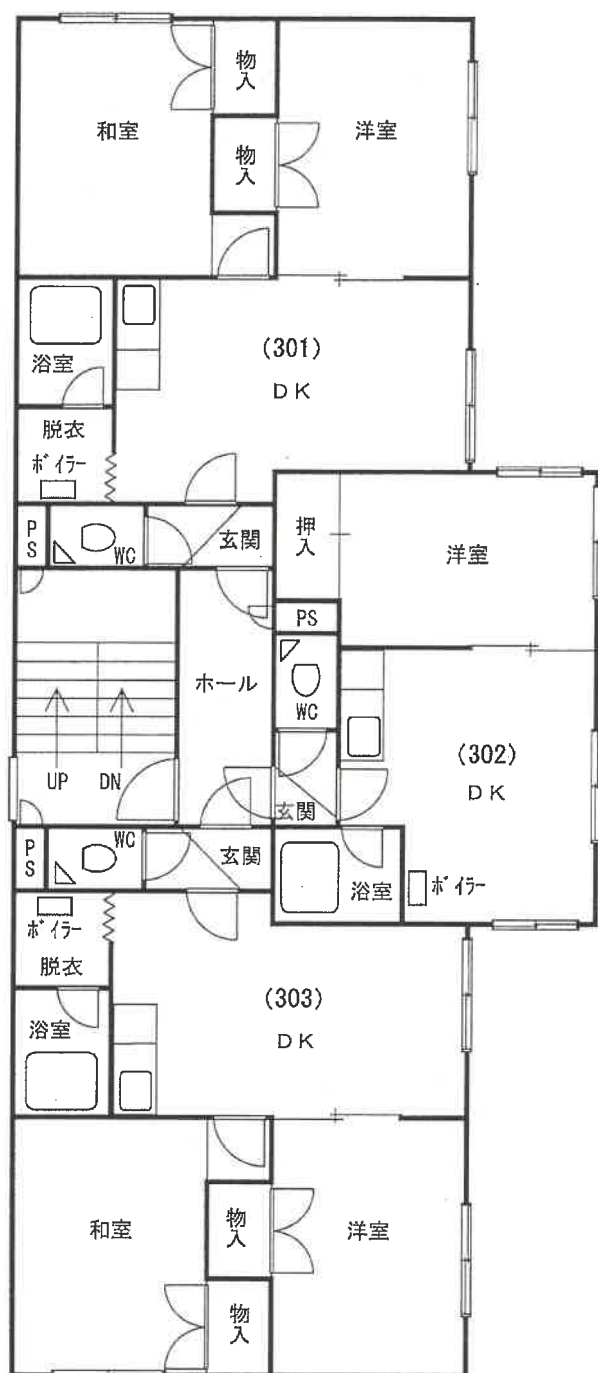 物入
和室
洋室
物入
(301)
浴室
DK
脱衣
ボイラー
PS
WC
玄関
押入
洋室
PS
ホール
WC
(302)
UP
DN
DK
玄関
PS
WC
玄関
浴室
ボイラー
ボイラー
脱衣
(303)
浴室
DK
和室
物入
洋室
物入